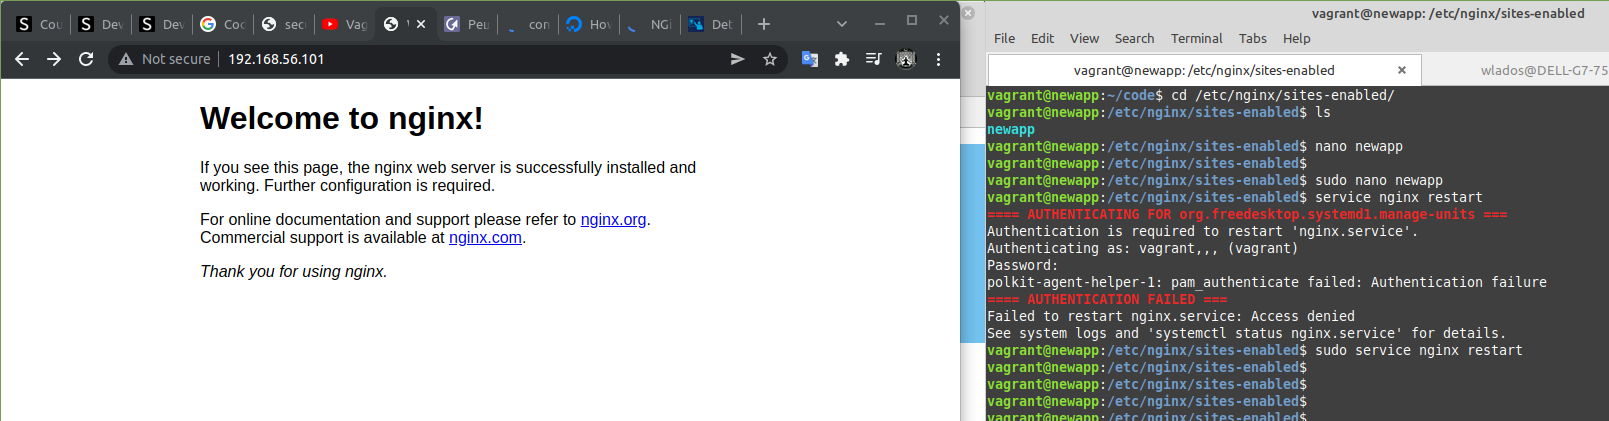 Cou
Dev
Dev
Coc
secu
Vag
Peu
con
Hov
NGi
Det
Not secure
192.168.56.101
Welcome to nginx!
If you see this page, the nginx web server is successfully installed and
working. Further configuration is required.
For online documentation and support please refer to nginx.org.
Commercial support is available at nginx.com.
Thank you for using nginx.
vagrant@newapp: /etc/nginx/sites-enabled
File Edit View Search Terminal Tabs Help
vagrant@newapp: /etc/nginx/sites-enabled
wlados@DELL-G7-75
vagrant@newapp:~/code$ cd /etc/nginx/sites-enabled/
vagrant@newapp:/etc/nginx/sites-enabled$ ls
newapp
vagrant@newapp:/etc/nginx/sites-enabled$ nano newapp
vagrant@newapp:/etc/nginx/sites-enabled$
vagrant@newapp:/etc/nginx/sites-enabled$ sudo nano newapp
vagrant@newapp:/etc/nginx/sites-enabled$ service nginx restart
==== AUTHENTICATING FOR org.freedesktop.systemd1.manage-units ===
Authentication is required to restart 'nginx.service'.
Authenticating as: vagrant,,, (vagrant)
Password:
polkit-agent-helper-1: pam_authenticate failed: Authentication failure
==== AUTHENTICATION FAILED ===
Failed to restart nginx.service: Access denied
See system logs and 'systemctl status nginx.service' for details.
vagrant@newapp:/etc/nginx/sites-enabled$ sudo service nginx restart
vagrant@newapp:/etc/nginx/sites-enabled$
vagrant@newapp:/etc/nginx/sites-enabled$
vagrant@newapp:/etc/nginx/sites-enabled$
vagrant@newapp:/etc/nginx/sites-enabled$